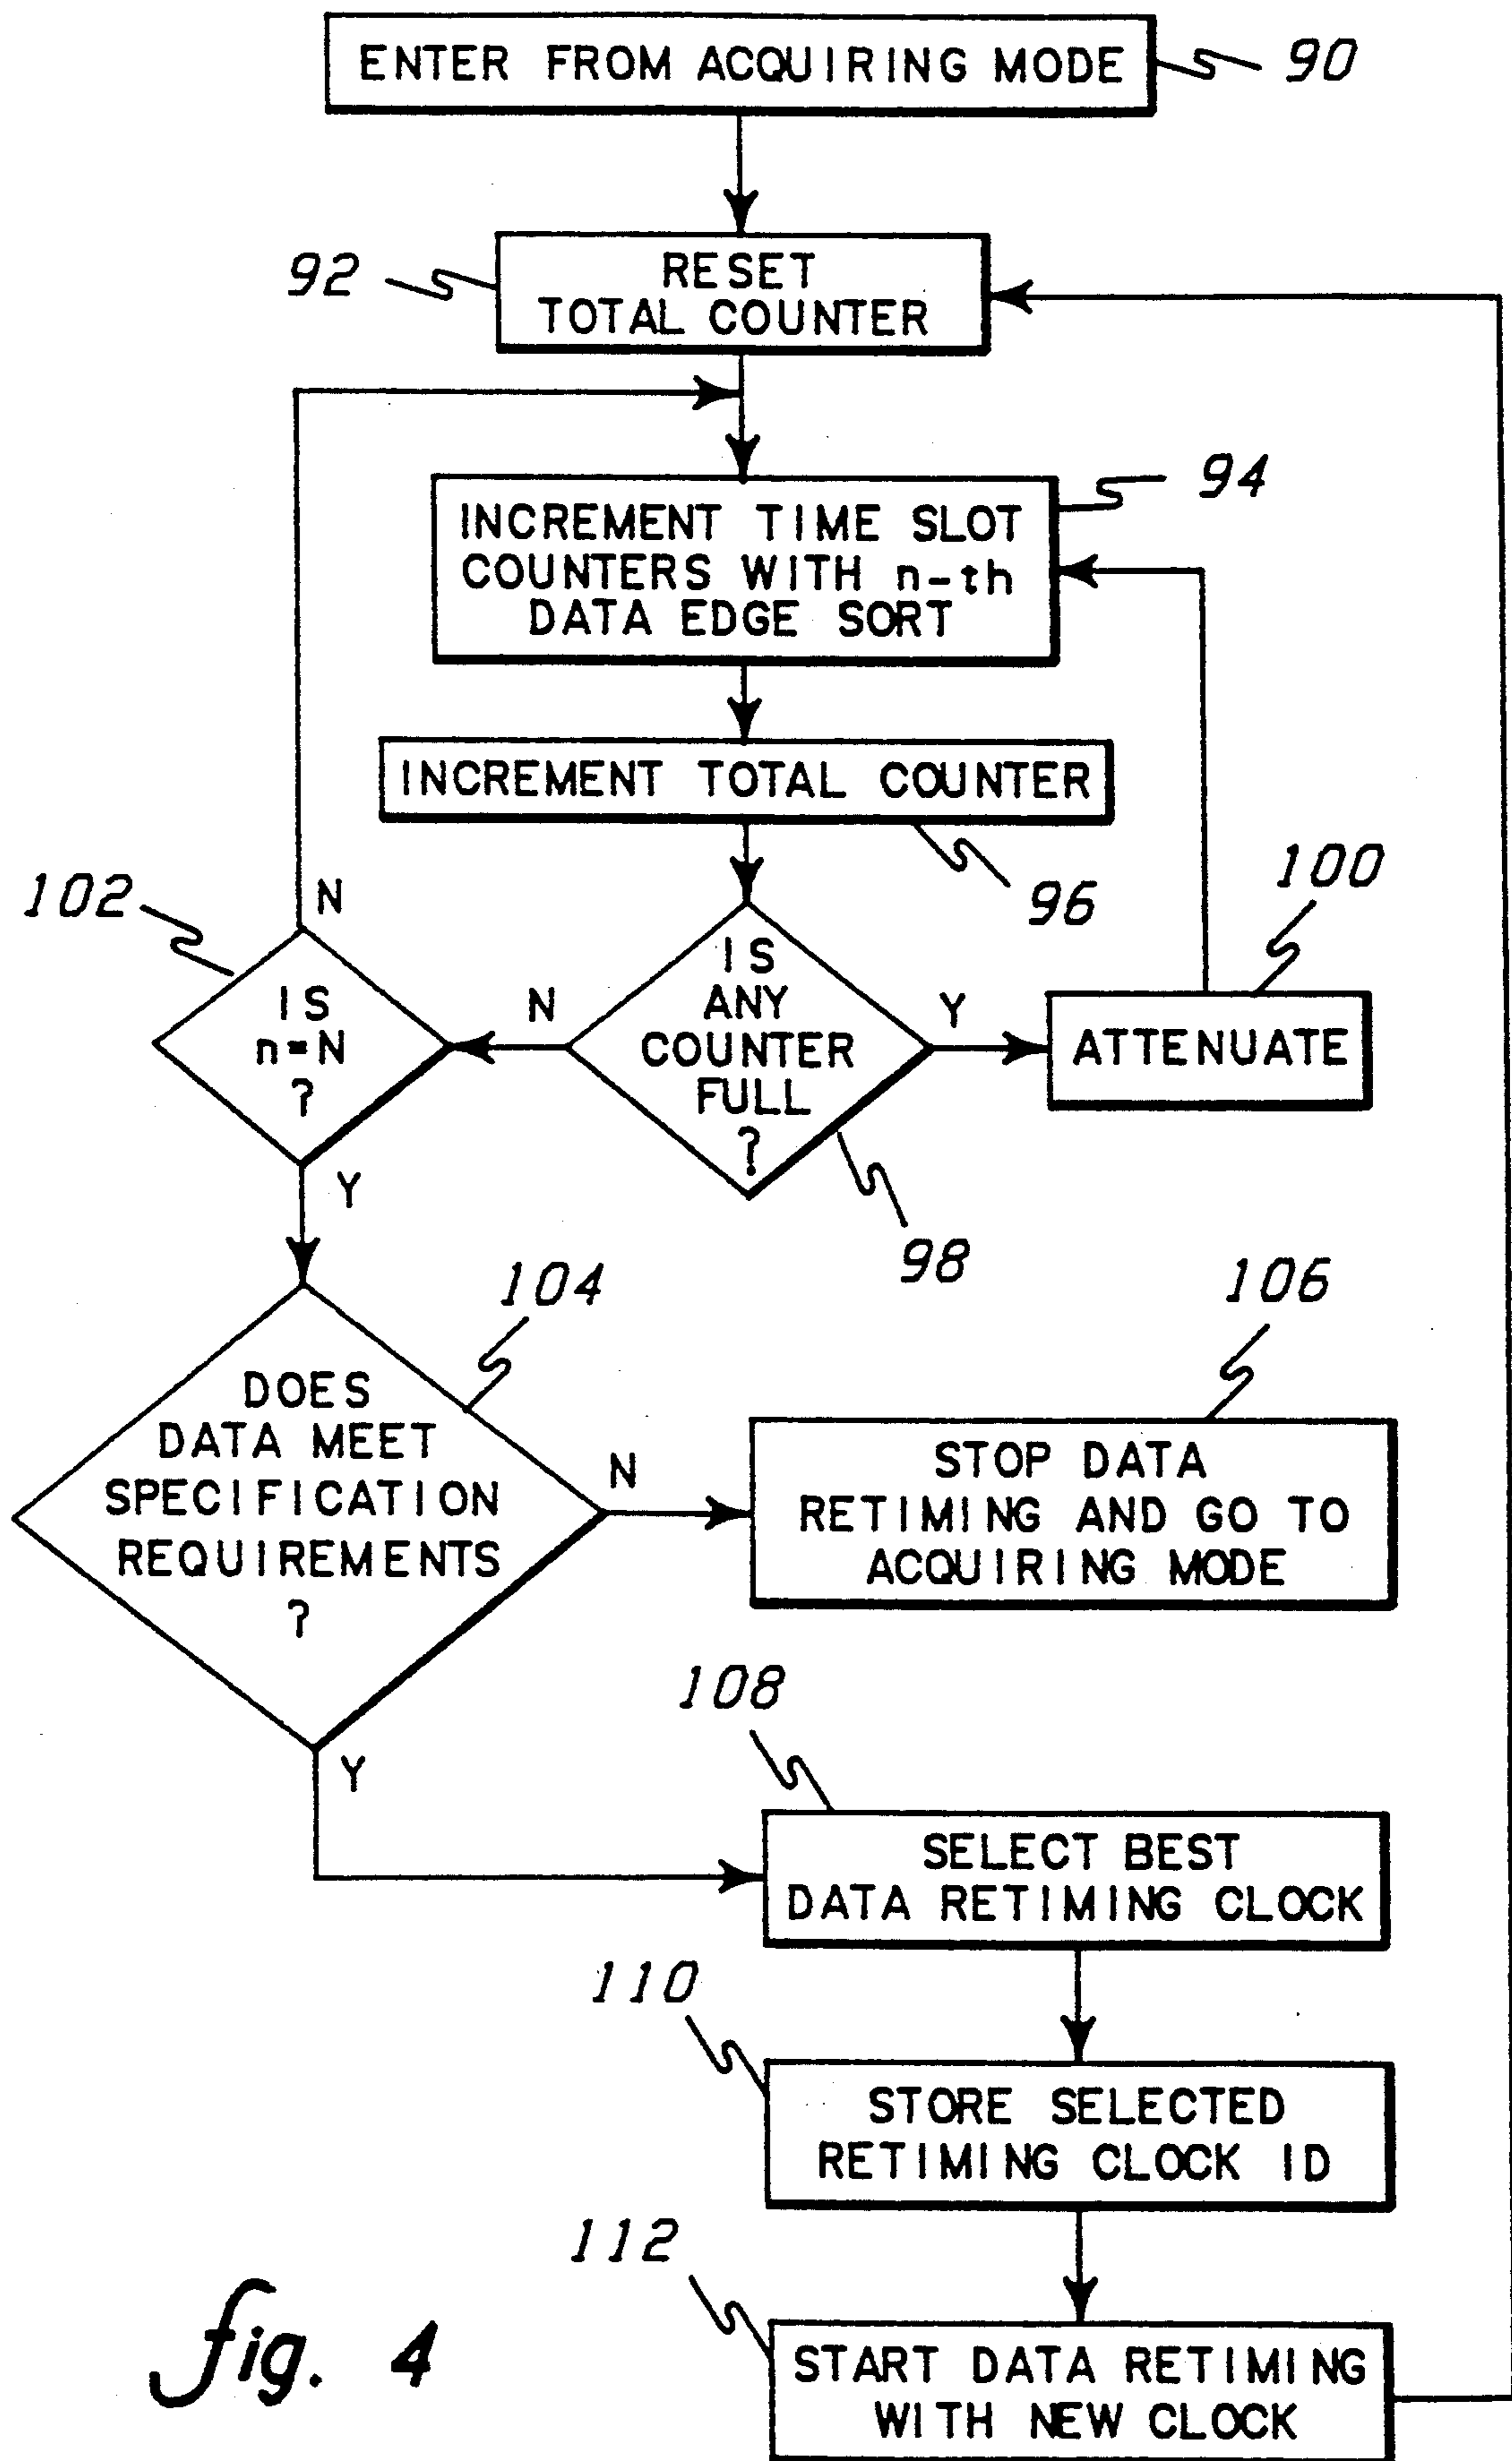 ENTER FROM ACQUIRING MODE
90
92
RESET
TOTAL COUNTER
94
INCREMENT TIME SLOT
COUNTERS WITH n-th
DATA EDGE SORT
INCREMENT TOTAL COUNTER
96
100
102
N
IS
n=N
?
Y
N
IS
ANY
COUNTER
FULL
?
Y
98
ATTENUATE
104
DOES
DATA MEET
SPECIFICATION
REQUIREMENTS
?
N
Y
106
STOP DATA
RETIMING AND GO TO
ACQUIRING MODE
108
SELECT BEST
DATA RETIMING CLOCK
110
STORE SELECTED
RETIMING CLOCK ID
112
START DATA RETIMING
WITH NEW CLOCK
fig. 4